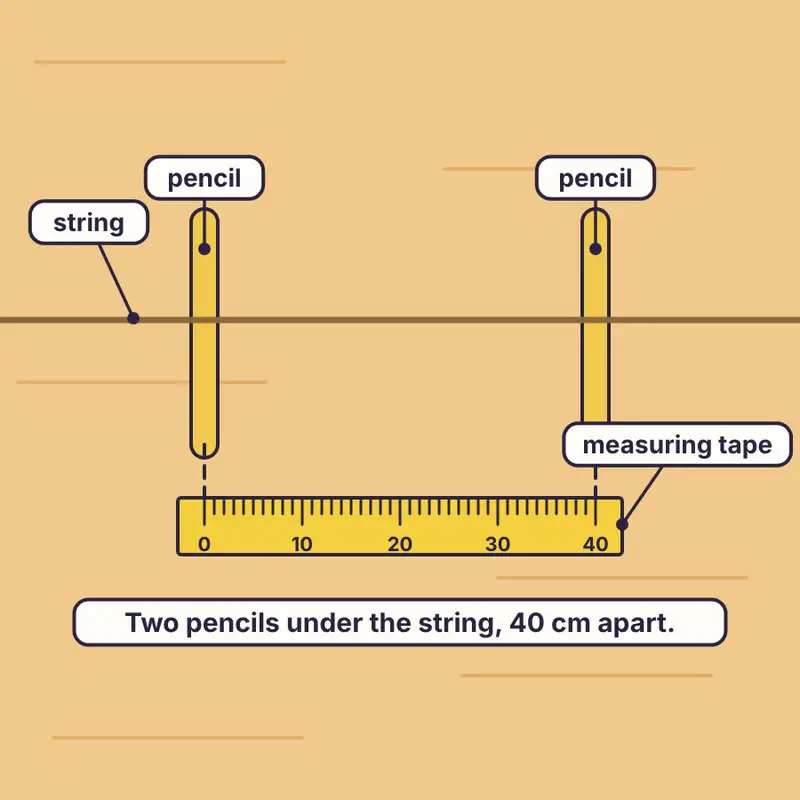 pencil
pencil
string
measuring tape
0 10 20 30 40
Two pencils under the string, 40 cm apart.